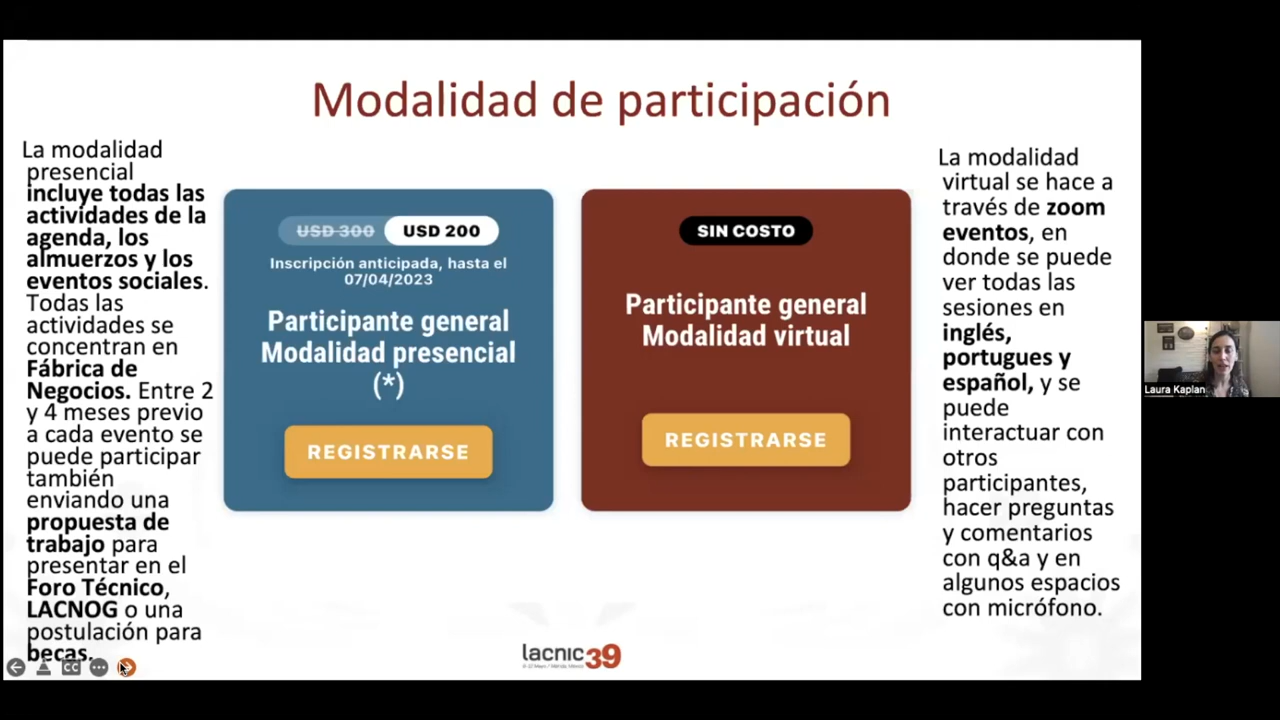 Modalidad de participación
La modalidad
presencial
incluye todas las
actividades de la
agenda, los
almuerzos y los
eventos sociales.
Todas las
actividades se
concentran en
Fábrica de
Negocios. Entre 2
y 4 meses previo
a cada evento se
puede participar
también
enviando una
propuesta de
trabajo para
presentar en el
Foro Técnico,
LACNOG o una
postulación para
becas.
USD 300 USD 200
Inscripción anticipada, hasta el
07/04/2023
Participante general
Modalidad presencial
(*)
REGISTRARSE
SIN COSTO
Participante general
Modalidad virtual
REGISTRARSE
La modalidad
virtual se hace a
través de zoom
eventos, en
donde se puede
ver todas las
sesiones en
inglés,
portugues y
español, y se
puede
interactuar con
otros
participantes,
hacer preguntas
y comentarios
con q&a y en
algunos espacios
con micrófono.
Laura Kaplan
lacnic39
CC